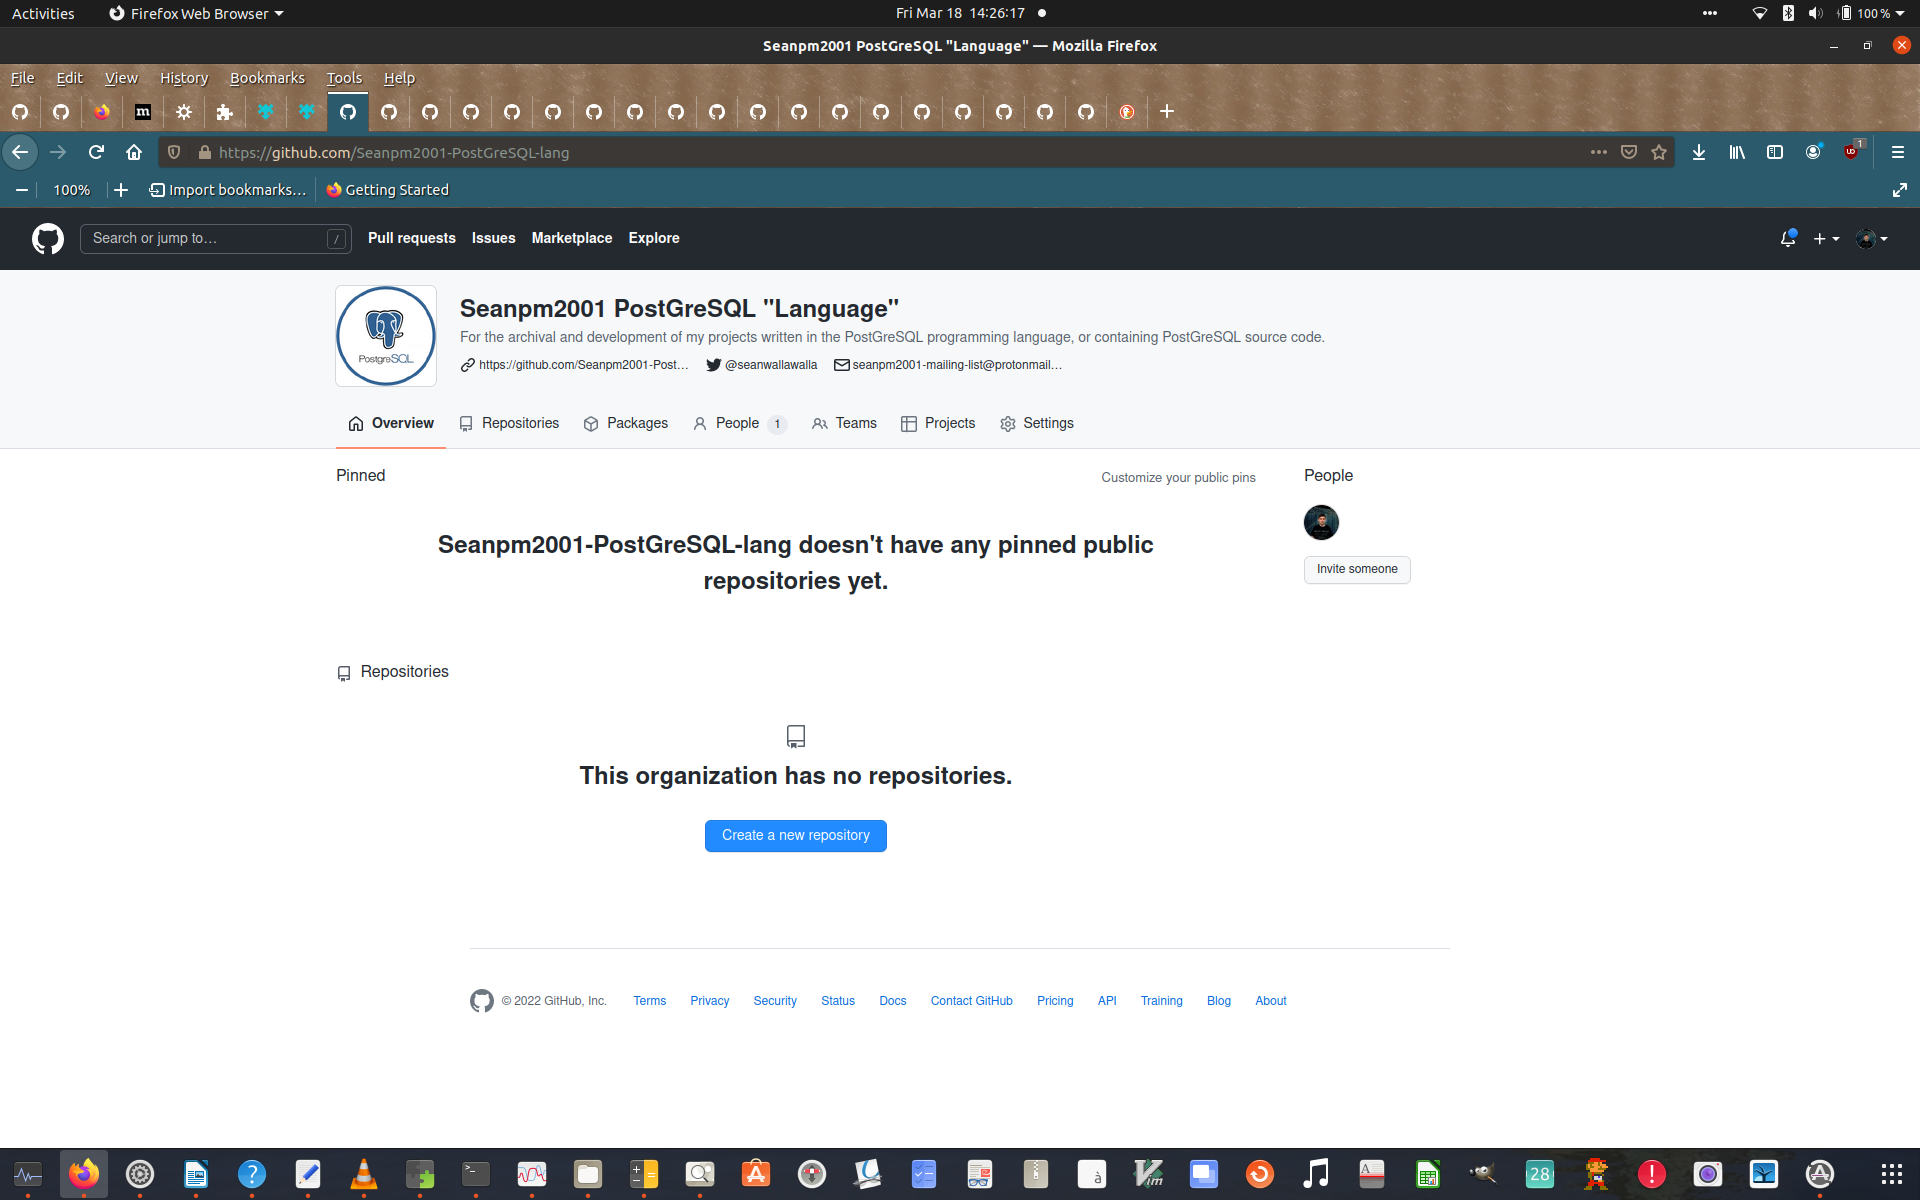 Activities
Firefox Web Browser
Fri Mar 18 14:26:17
100 %
Seanpm2001 PostGreSQL "Language" — Mozilla Firefox
File Edit View History Bookmarks Tools Help
m
https://github.com/Seanpm2001-PostGreSQL-lang
1
100%
Import bookmarks…
Getting Started
Search or jump to…
/
Pull requests Issues Marketplace Explore
PostgreSQL
Seanpm2001 PostGreSQL "Language"
For the archival and development of my projects written in the PostGreSQL programming language, or containing PostGreSQL source code.
https://github.com/Seanpm2001-Post…
@seanwallawalla
seanpm2001-mailing-list@protonmail…
Overview Repositories Packages People 1 Teams Projects Settings
Pinned
Customize your public pins
People
Seanpm2001-PostGreSQL-lang doesn't have any pinned public
repositories yet.
Invite someone
Repositories
This organization has no repositories.
Create a new repository
© 2022 GitHub, Inc. Terms Privacy Security Status Docs Contact GitHub Pricing API Training Blog About
?
>_
à
Vim
A
28